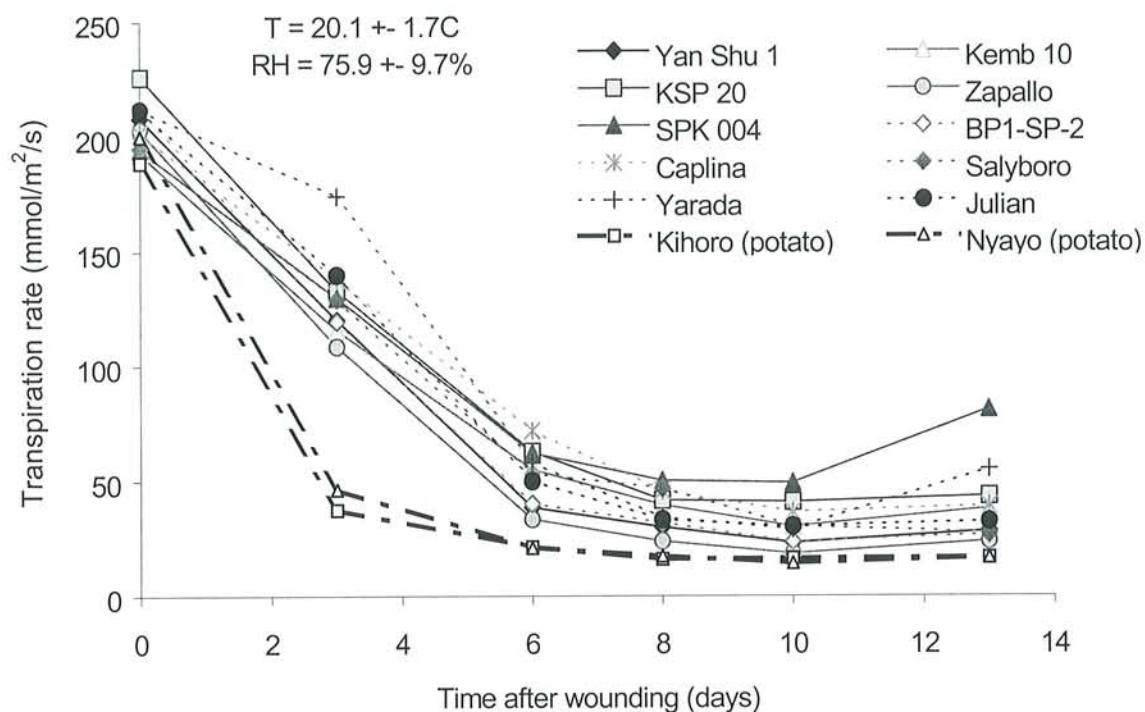 T = 20.1 +- 1.7C
RH = 75.9 +- 9.7%
Yan Shu 1
Kemb 10
KSP 20
Zapallo
SPK 004
BP1-SP-2
Caplina
Salyboro
Yarada
Julian
Kihoro (potato)
Nyayo (potato)
Transpiration rate (mmol/m²/s)
250
200
150
100
50
0
0 2 4 6 8 10 12 14
Time after wounding (days)